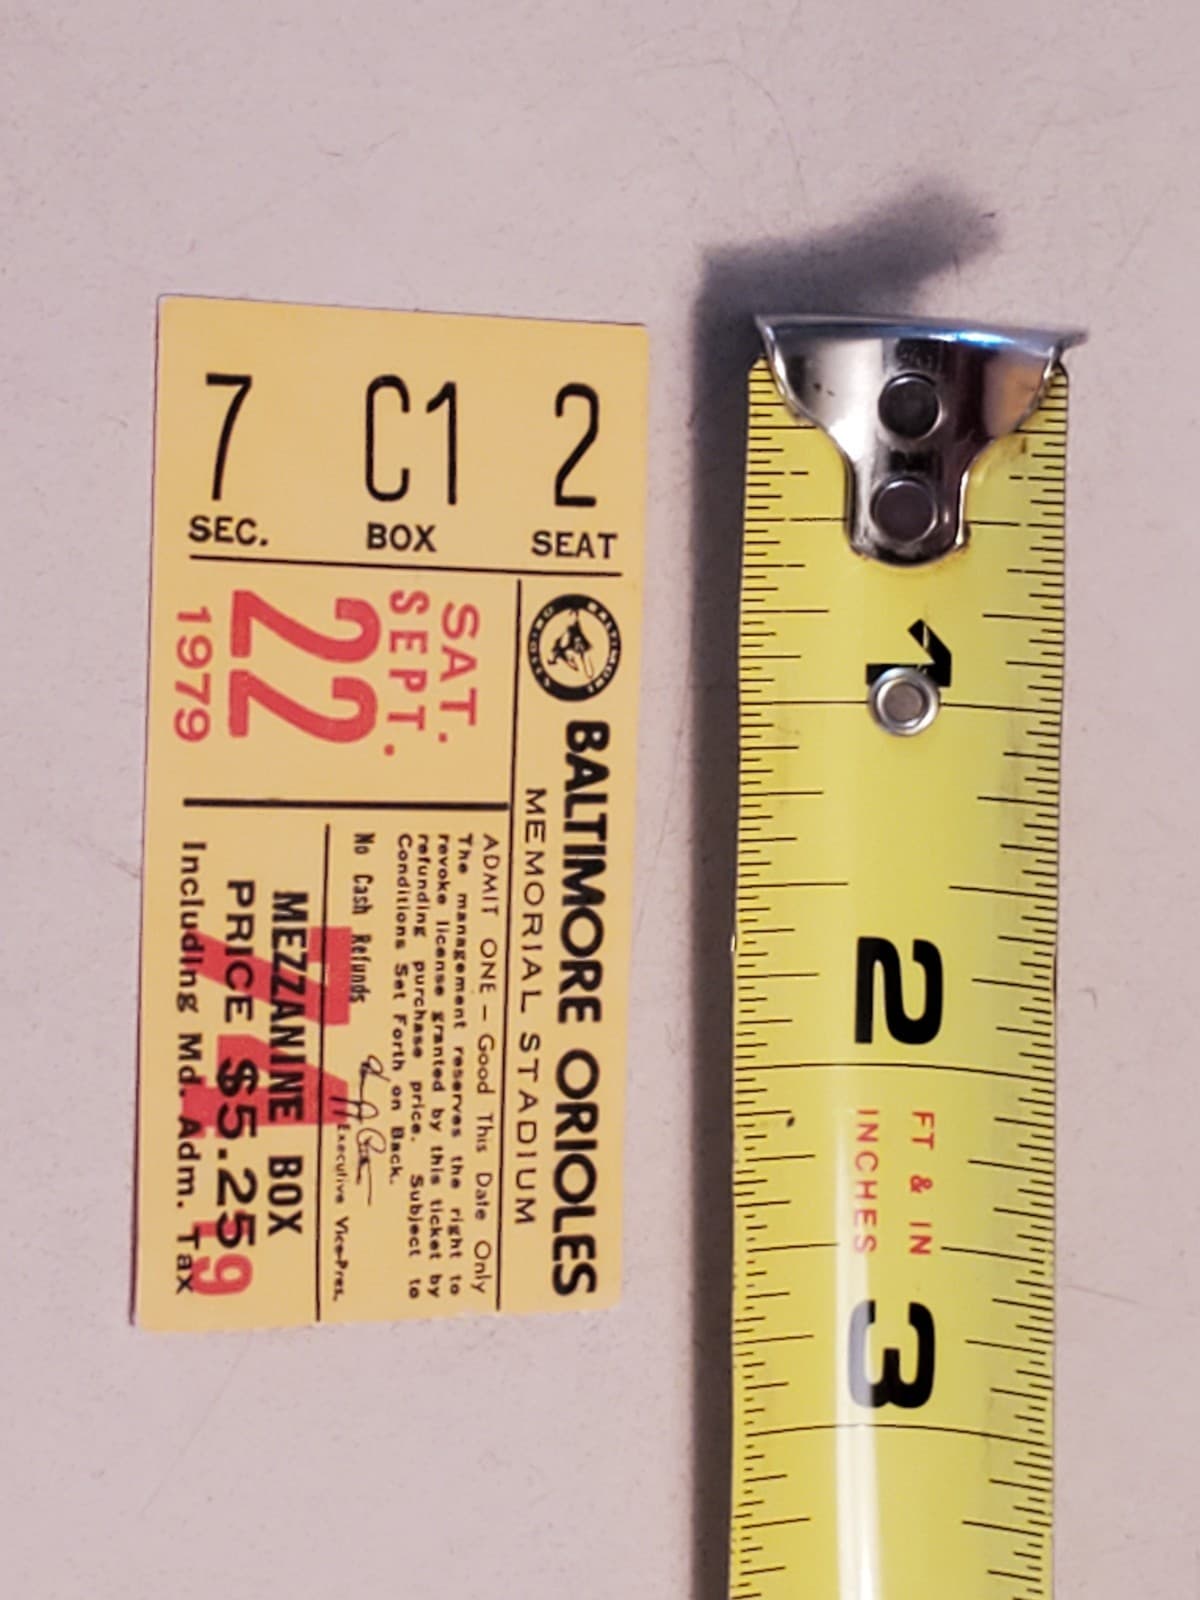 7 C1 2
SEC. BOX SEAT
BALTIMORE ORIOLES
MEMORIAL STADIUM
SAT.
SEPT.
22
1979
ADMIT ONE — Good This Date Only
The management reserves the right to
revoke license granted by this ticket by
refunding purchase price. Subject to
Conditions Set Forth on Back.
No Cash Refunds
Executive Vice-Pres.
MEZZANINE BOX
PRICE $5.25
Including Md. Adm. Tax
1
2
FT & IN
INCHES
3